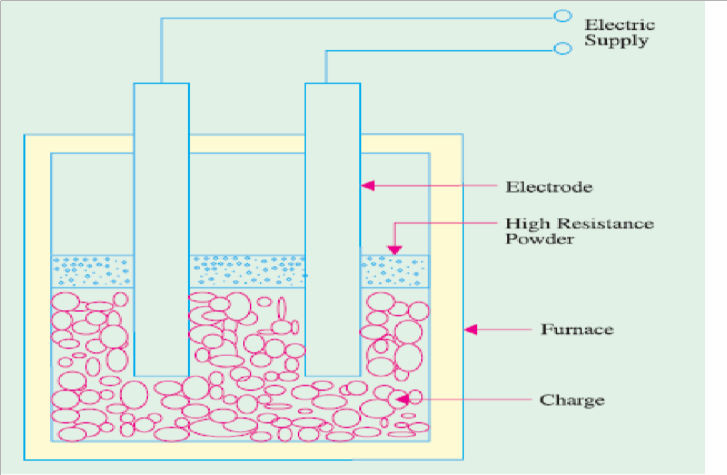 Electric
Supply
Electrode
High Resistance
Powder
Furnace
Charge